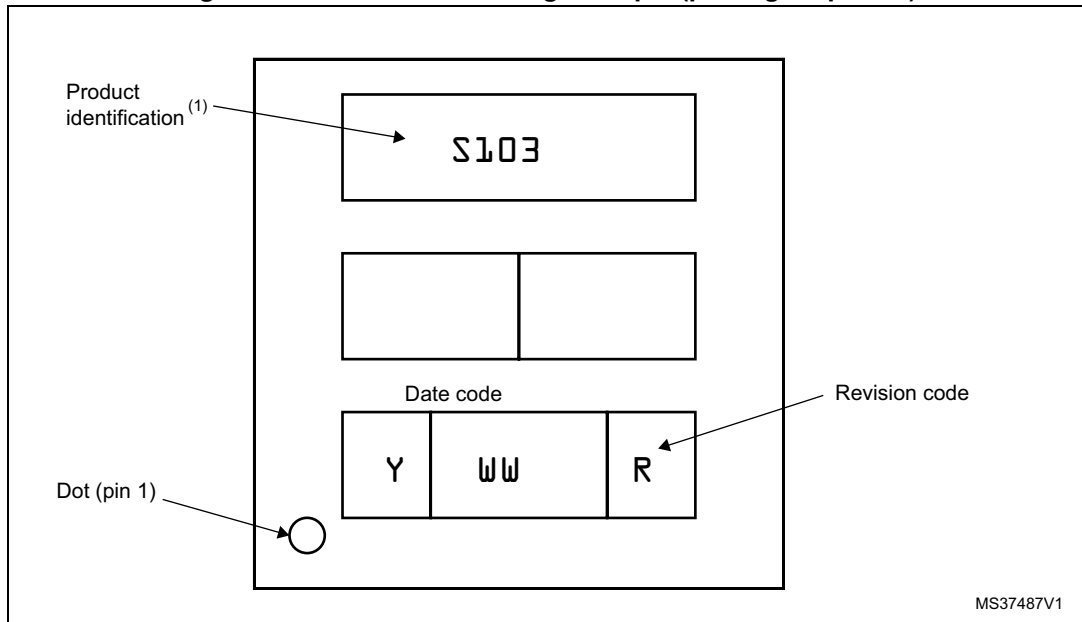 Product
identification (1)
S103
Date code
Revision code
Y WW R
Dot (pin 1)
MS37487V1